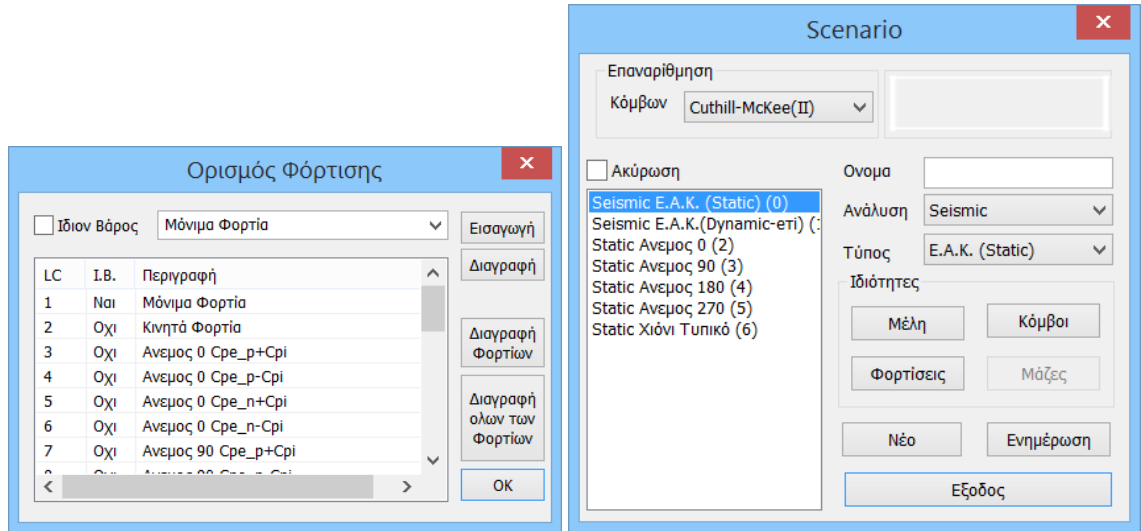 Ορισμός Φόρτισης
Ιδιον Βάρος Μόνιμα Φορτία
Εισαγωγή
Διαγραφή
LC Ι.Β. Περιγραφή
1 Ναι Μόνιμα Φορτία
2 Οχι Κινητά Φορτία
3 Οχι Ανεμος 0 Cpe_p+Cpi
4 Οχι Ανεμος 0 Cpe_p-Cpi
5 Οχι Ανεμος 0 Cpe_n+Cpi
6 Οχι Ανεμος 0 Cpe_n-Cpi
7 Οχι Ανεμος 90 Cpe_p+Cpi
Διαγραφή
Φορτίων
Διαγραφή
ολων των
Φορτίων
OK
Scenario
Επαναρίθμηση
Κόμβων Cuthill-McKee(II)
Ακύρωση
Seismic Ε.Α.Κ. (Static) (0)
Seismic Ε.Α.Κ.(Dynamic-ετι) (
Static Ανεμος 0 (2)
Static Ανεμος 90 (3)
Static Ανεμος 180 (4)
Static Ανεμος 270 (5)
Static Χιόνι Τυπικό (6)
Ονομα
Ανάλυση Seismic
Τύπος Ε.Α.Κ. (Static)
Ιδιότητες
Μέλη Κόμβοι
Φορτίσεις Μάζες
Νέο Ενημέρωση
Εξοδος